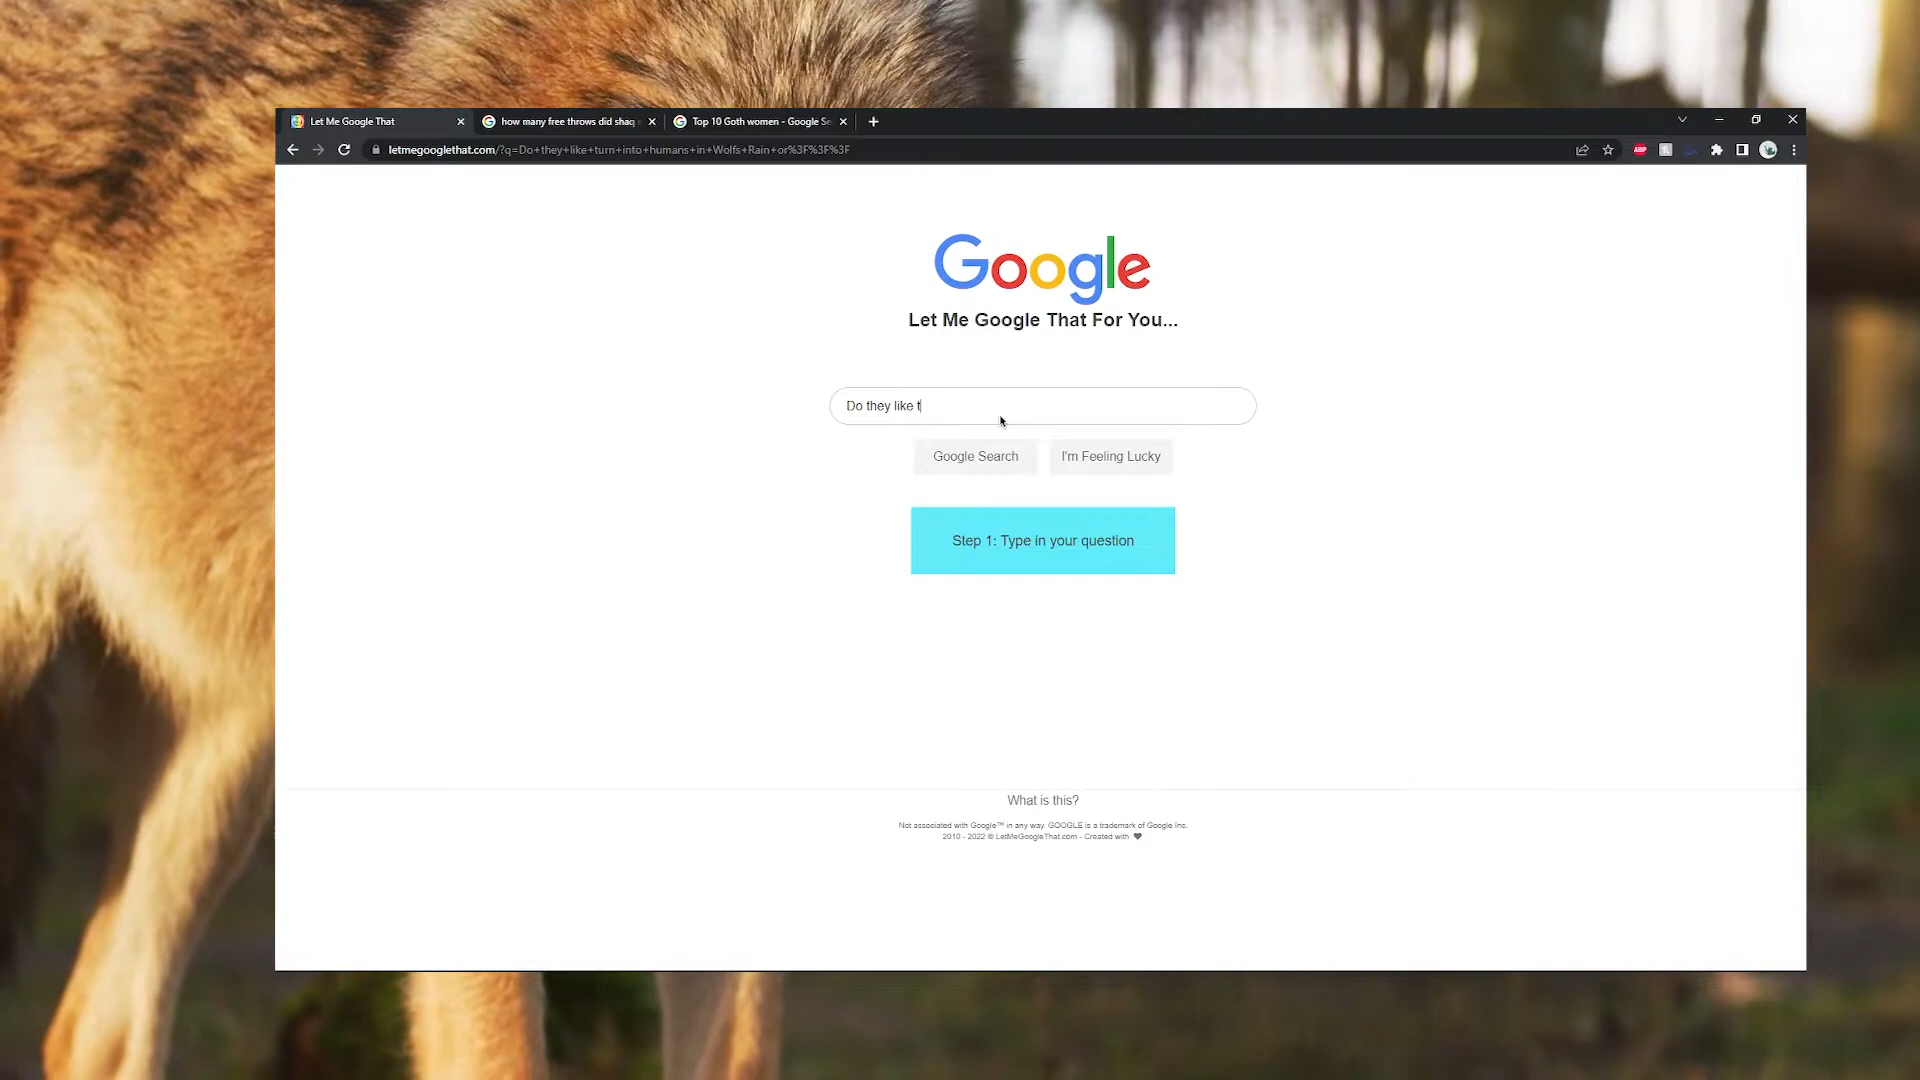 Let Me Google That
how many free throws did shaq
Top 10 Goth women - Google Se
letmegooglethat.com/?q=Do+they+like+turn+into+humans+in+Wolfs+Rain+or%3F%3F%3F
ABP
Google
Let Me Google That For You...
Do they like t
Google Search
I'm Feeling Lucky
Step 1: Type in your question
What is this?
Not associated with Google™ in any way. GOOGLE is a trademark of Google Inc.
2010 - 2022 © LetMeGoogleThat.com - Created with ♥